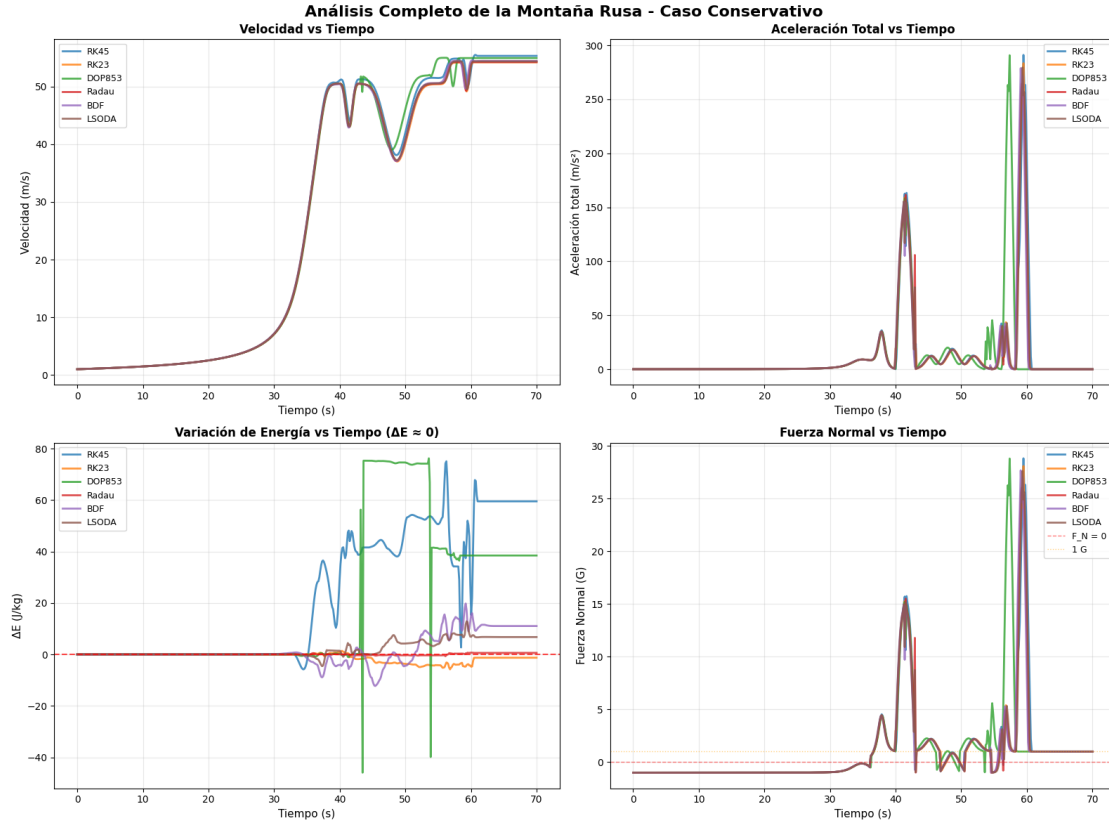 Análisis Completo de la Montaña Rusa - Caso Conservativo
Velocidad vs Tiempo
RK45
RK23
DOP853
Radau
BDF
LSODA
50
40
30
20
10
0
Velocidad (m/s)
0 10 20 30 40 50 60 70
Tiempo (s)
Aceleración Total vs Tiempo
RK45
RK23
DOP853
Radau
BDF
LSODA
300
250
200
150
100
50
0
Aceleración total (m/s²)
0 10 20 30 40 50 60 70
Tiempo (s)
Variación de Energía vs Tiempo (ΔE ≈ 0)
RK45
RK23
DOP853
Radau
BDF
LSODA
80
60
40
20
0
−20
−40
ΔE (J/kg)
0 10 20 30 40 50 60 70
Tiempo (s)
Fuerza Normal vs Tiempo
RK45
RK23
DOP853
Radau
BDF
LSODA
F_N = 0
1 G
30
25
20
15
10
5
0
Fuerza Normal (G)
0 10 20 30 40 50 60 70
Tiempo (s)